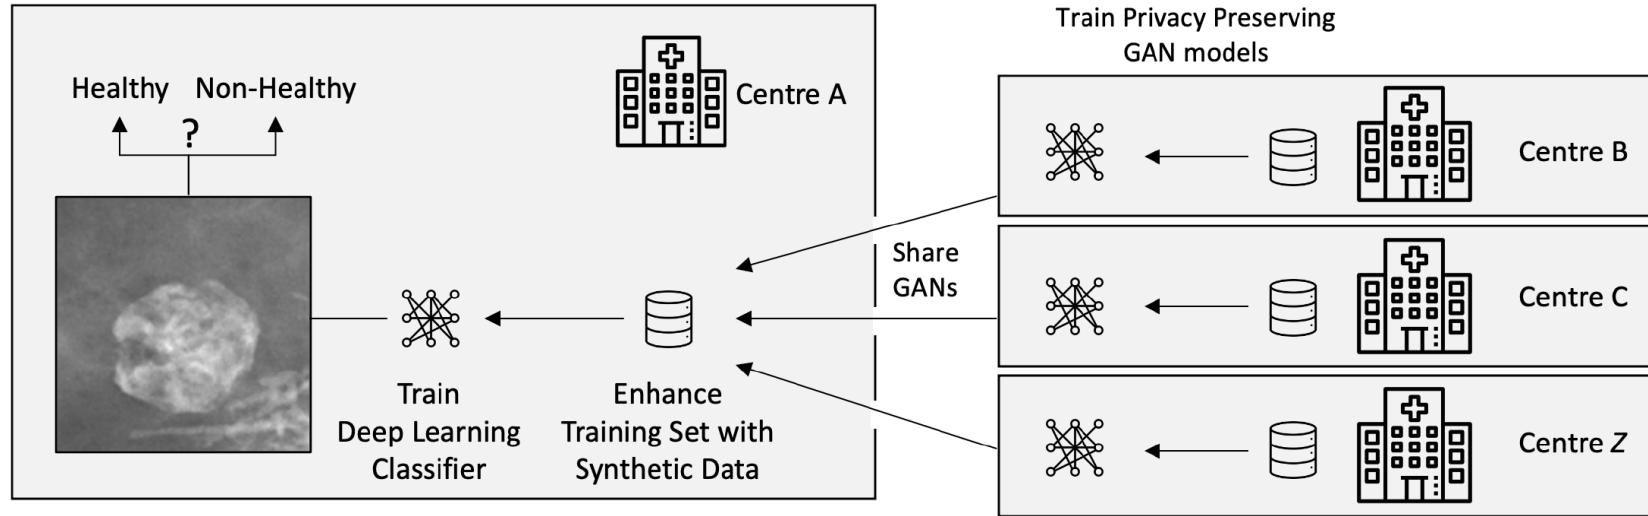 Train Privacy Preserving
GAN models
Healthy Non-Healthy
?
Centre A
Centre B
Share
GANs
Centre C
Train
Deep Learning
Classifier
Enhance
Training Set with
Synthetic Data
Centre Z